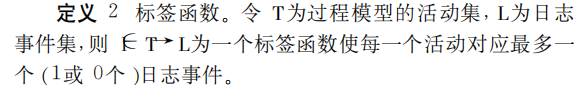 定义 2 标签函数。令 T为过程模型的活动集,L为日志
事件集,则 ∈ T→L为一个标签函数使每一个活动对应最多一
个 (1或 0个 )日志事件。